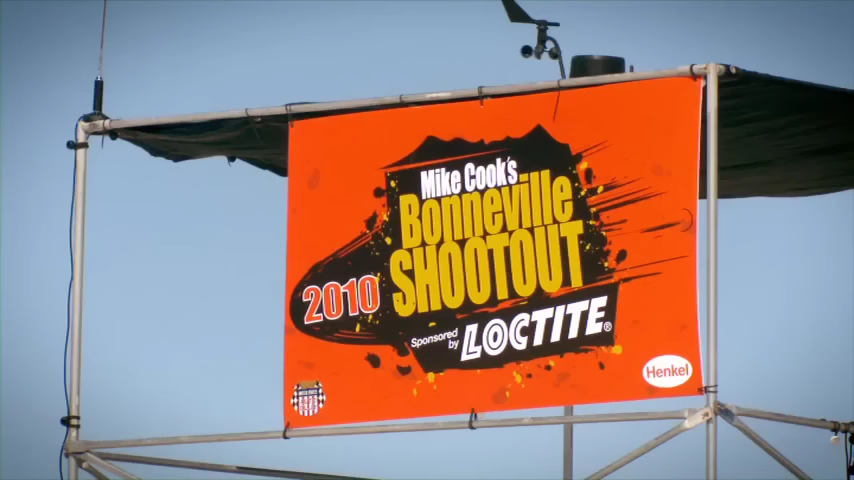 Mike Cook's
Bonneville
SHOOTOUT
2010
Sponsored
by
LOCTITE®
Henkel